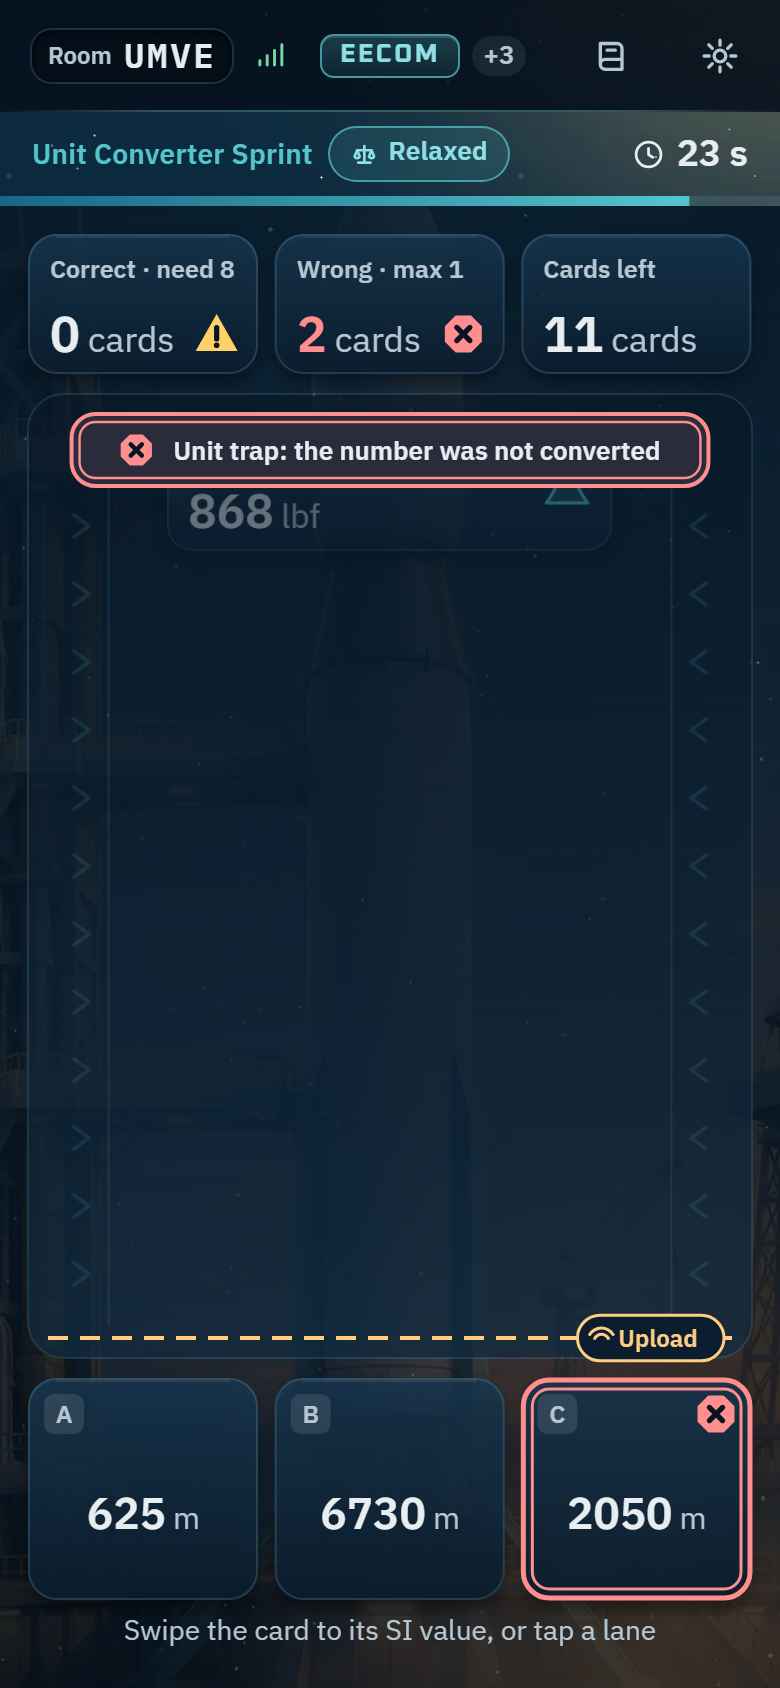 Room UMVE
EECOM
+3
Unit Converter Sprint
Relaxed
23 s
Correct · need 8
0 cards
Wrong · max 1
2 cards
Cards left
11 cards
Unit trap: the number was not converted
868 lbf
Upload
A
625 m
B
6730 m
C
2050 m
Swipe the card to its SI value, or tap a lane